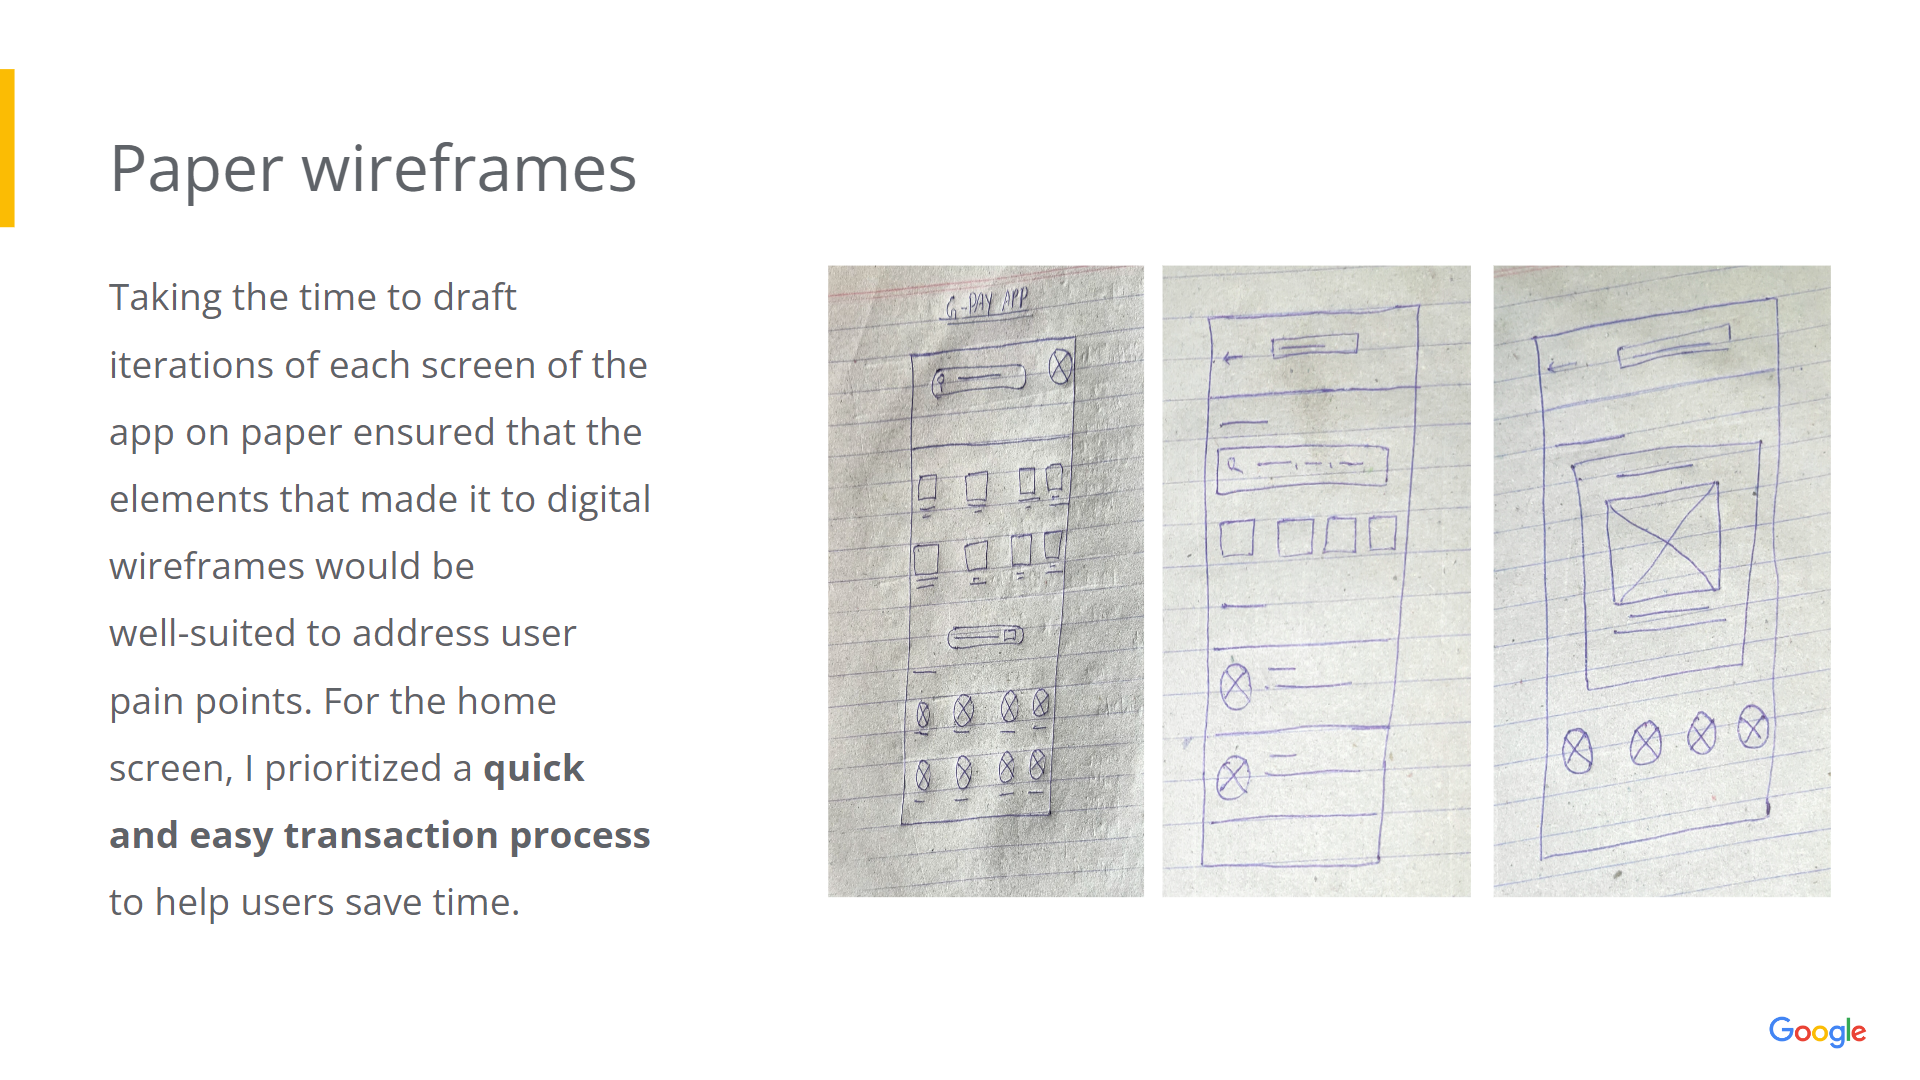 Paper wireframes
Taking the time to draft
iterations of each screen of the
app on paper ensured that the
elements that made it to digital
wireframes would be
well-suited to address user
pain points. For the home
screen, I prioritized a quick
and easy transaction process
to help users save time.
G-PAY APP
Google